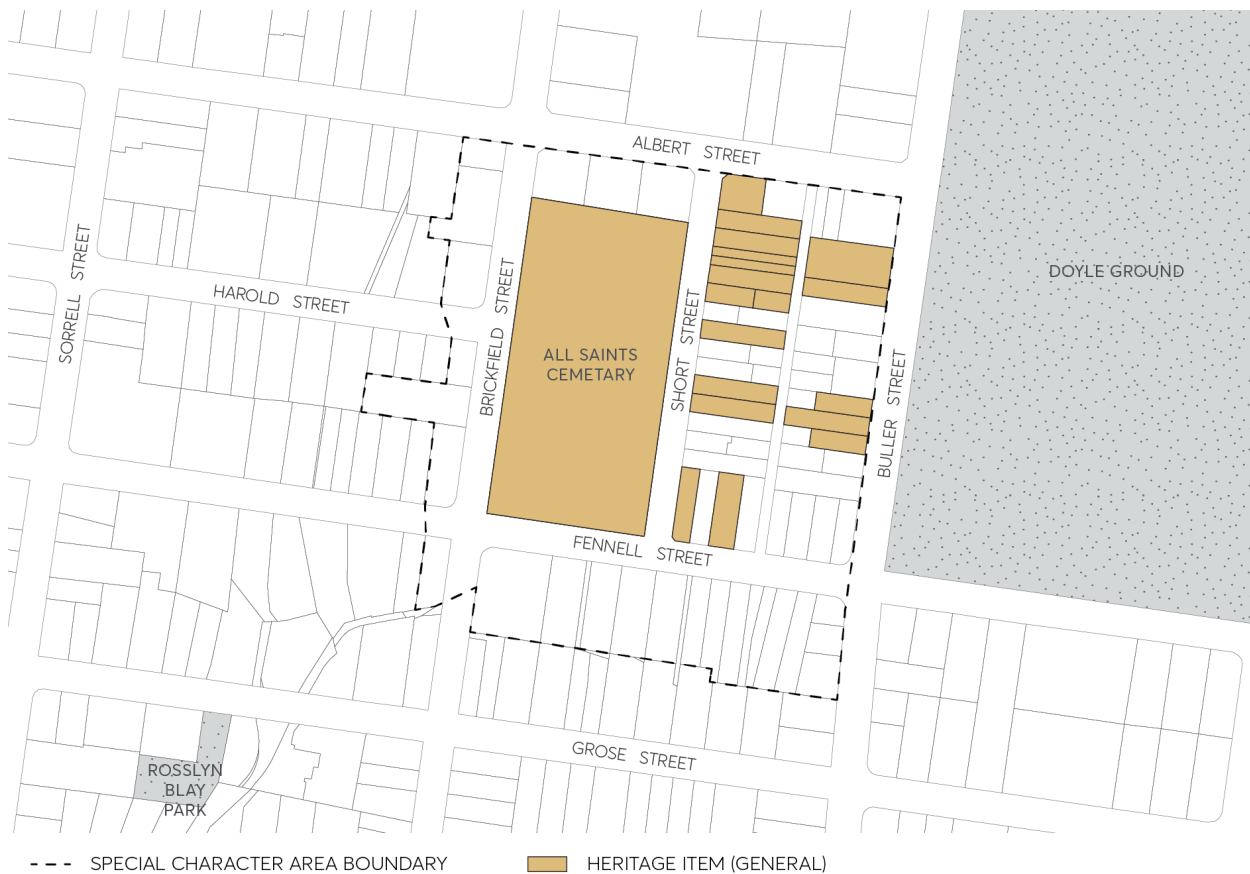 ALBERT STREET
DOYLE GROUND
SORRELL STREET
HAROLD STREET
BRICKFIELD STREET
ALL SAINTS
CEMETARY
SHORT STREET
BULLER STREET
FENNELL STREET
GROSE STREET
ROSSLYN
BLAY
PARK
SPECIAL CHARACTER AREA BOUNDARY
HERITAGE ITEM (GENERAL)